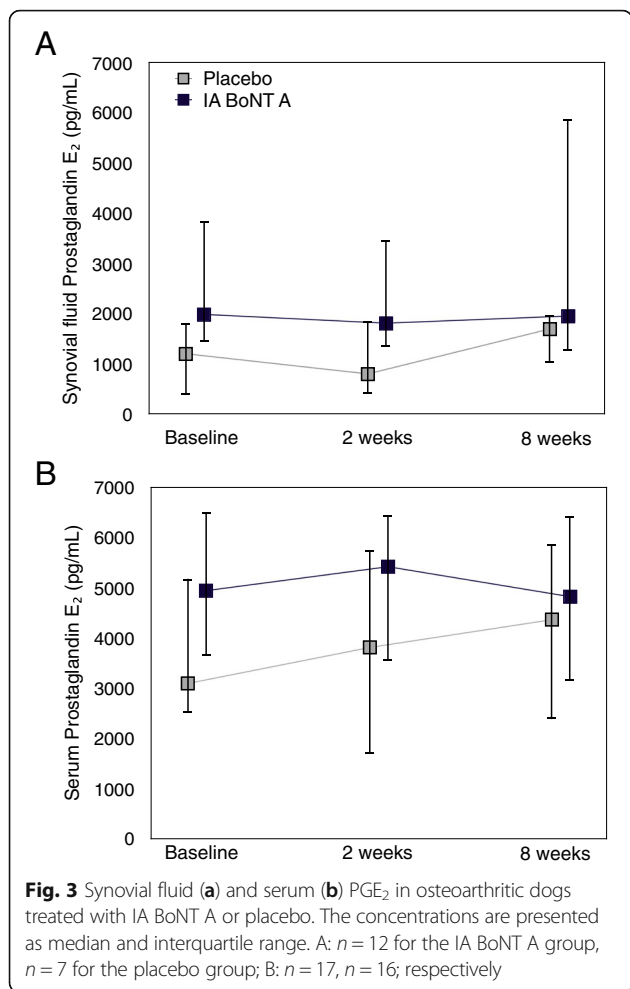 A
Synovial fluid Prostaglandin E2 (pg/mL)
7000
6000
5000
4000
3000
2000
1000
0
Placebo
IA BoNT A
Baseline 2 weeks 8 weeks
B
Serum Prostaglandin E2 (pg/mL)
7000
6000
5000
4000
3000
2000
1000
0
Baseline 2 weeks 8 weeks
Fig. 3 Synovial fluid (a) and serum (b) PGE2 in osteoarthritic dogs
treated with IA BoNT A or placebo. The concentrations are presented
as median and interquartile range. A: n = 12 for the IA BoNT A group,
n = 7 for the placebo group; B: n = 17, n = 16; respectively